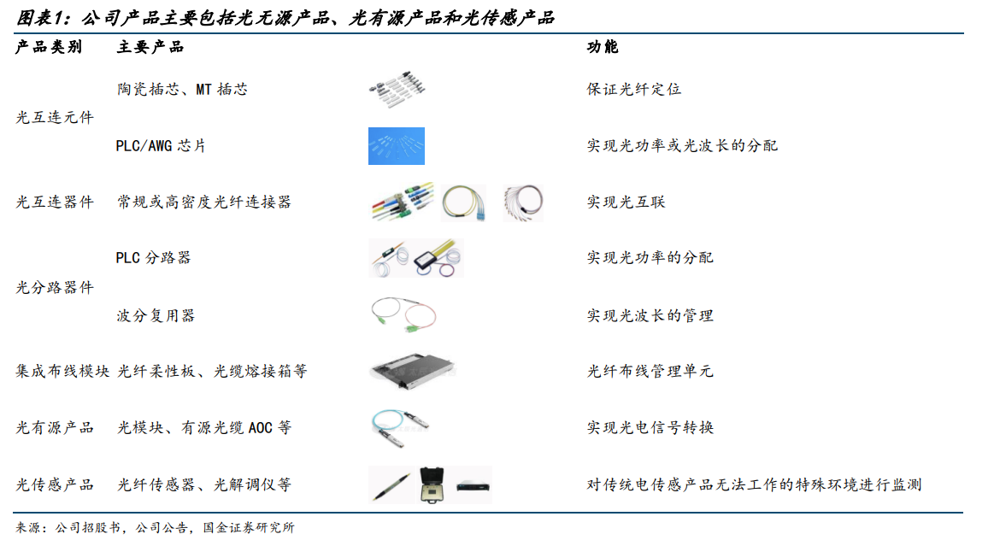 图表1：公司产品主要包括光无源产品、光有源产品和光传感产品
产品类别 主要产品 功能
陶瓷插芯、MT 插芯 保证光纤定位
光互连元件
PLC/AWG 芯片 实现光功率或光波长的分配
光互连器件 常规或高密度光纤连接器 实现光互联
PLC 分路器 实现光功率的分配
光分路器件
波分复用器 实现光波长的管理
集成布线模块 光纤柔性板、光缆熔接箱等 光纤布线管理单元
光有源产品 光模块、有源光缆 AOC 等 实现光电信号转换
光传感产品 光纤传感器、光解调仪等 对传统电传感产品无法工作的特殊环境进行监测
来源：公司招股书，公司公告，国金证券研究所